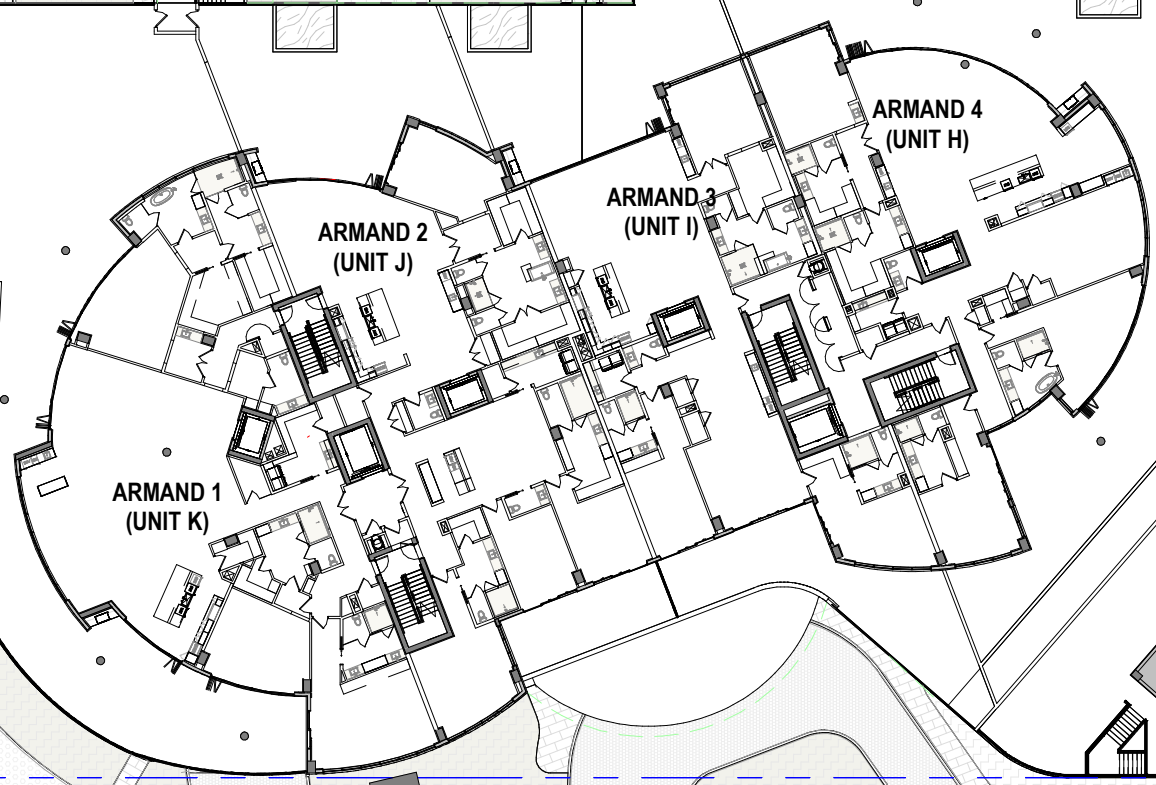 ARMAND 4
(UNIT H)
ARMAND 3
(UNIT I)
ARMAND 2
(UNIT J)
ARMAND 1
(UNIT K)